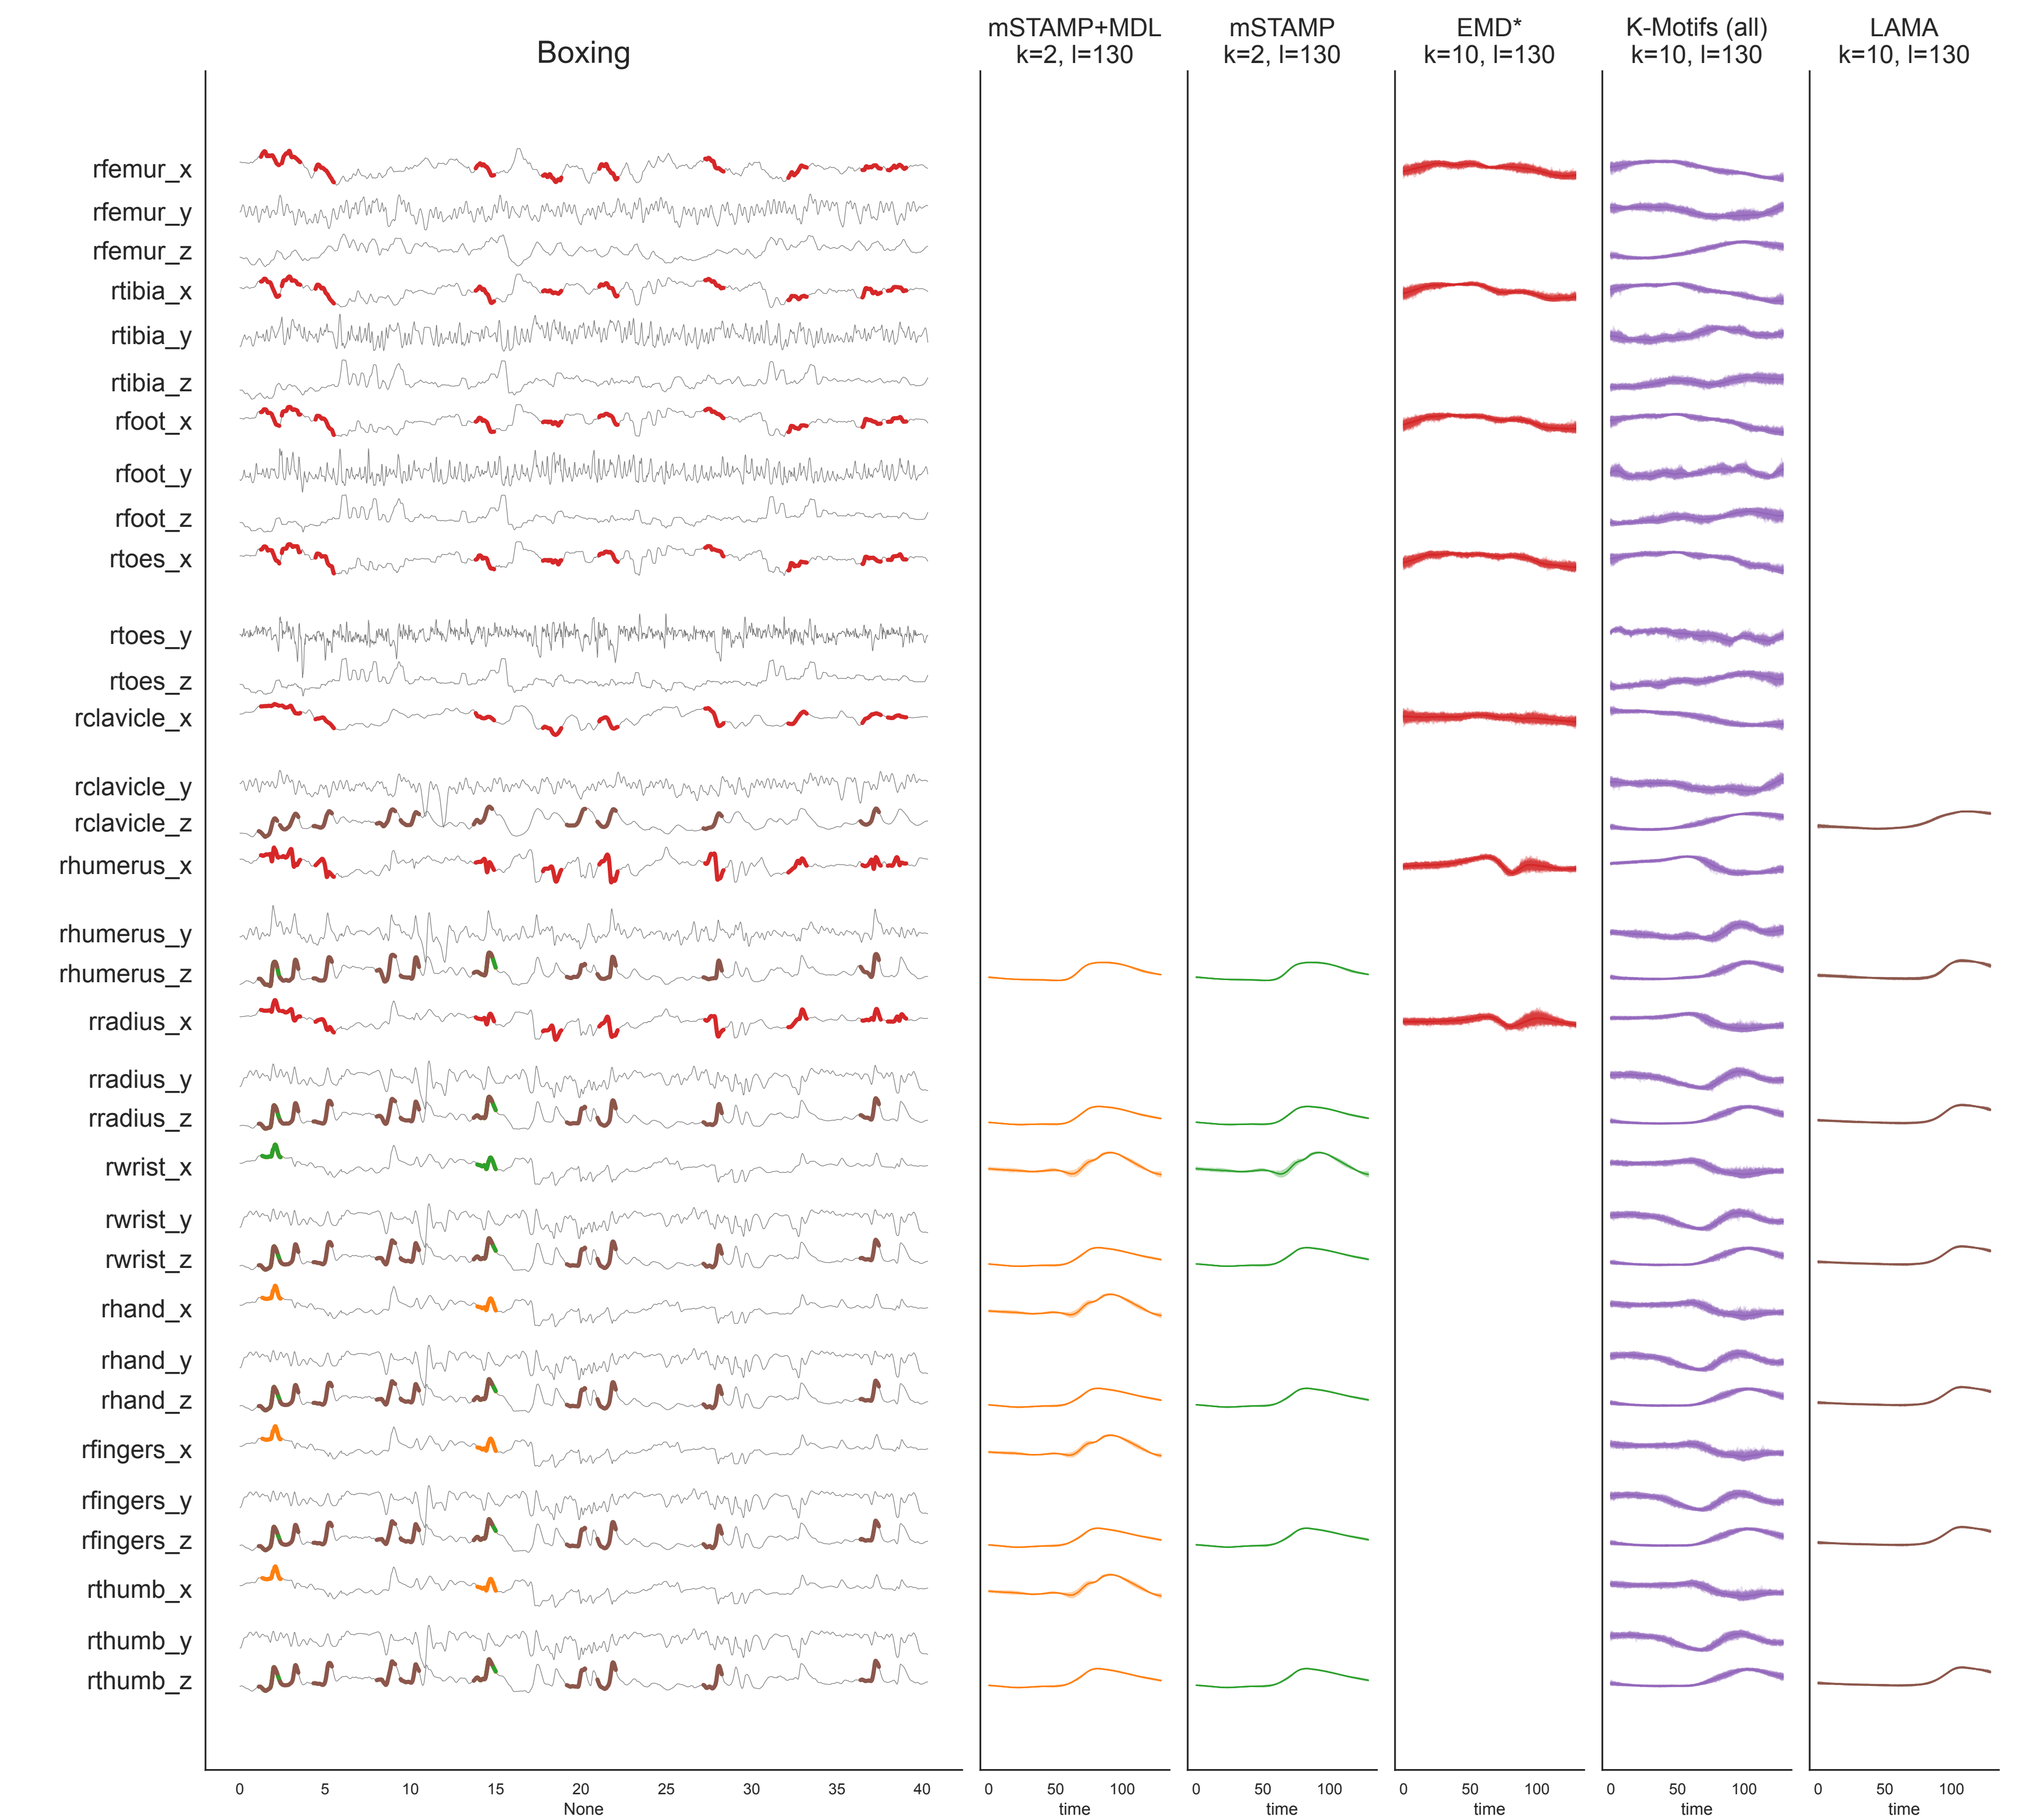 Boxing
mSTAMP+MDL
k=2, l=130
mSTAMP
k=2, l=130
EMD*
k=10, l=130
K-Motifs (all)
k=10, l=130
LAMA
k=10, l=130
rfemur_x
rfemur_y
rfemur_z
rtibia_x
rtibia_y
rtibia_z
rfoot_x
rfoot_y
rfoot_z
rtoes_x
rtoes_y
rtoes_z
rclavicle_x
rclavicle_y
rclavicle_z
rhumerus_x
rhumerus_y
rhumerus_z
rradius_x
rradius_y
rradius_z
rwrist_x
rwrist_y
rwrist_z
rhand_x
rhand_y
rhand_z
rfingers_x
rfingers_y
rfingers_z
rthumb_x
rthumb_y
rthumb_z
0 5 10 15 20 25 30 35 40
None
0 50 100
time
0 50 100
time
0 50 100
time
0 50 100
time
0 50 100
time